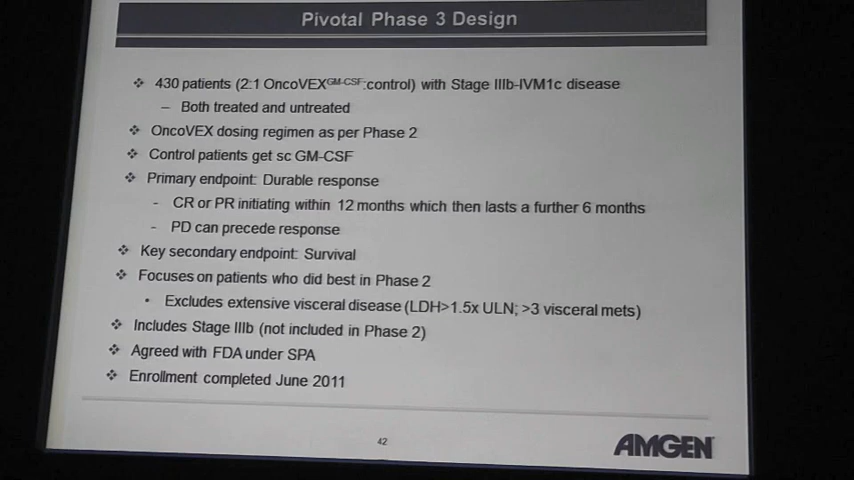 Pivotal Phase 3 Design
❖ 430 patients (2:1 OncoVEX^GM-CSF:control) with Stage IIIb-IVM1c disease
– Both treated and untreated
❖ OncoVEX dosing regimen as per Phase 2
❖ Control patients get sc GM-CSF
❖ Primary endpoint: Durable response
- CR or PR initiating within 12 months which then lasts a further 6 months
- PD can precede response
❖ Key secondary endpoint: Survival
❖ Focuses on patients who did best in Phase 2
▪ Excludes extensive visceral disease (LDH>1.5x ULN; >3 visceral mets)
❖ Includes Stage IIIb (not included in Phase 2)
❖ Agreed with FDA under SPA
❖ Enrollment completed June 2011
42
AMGEN